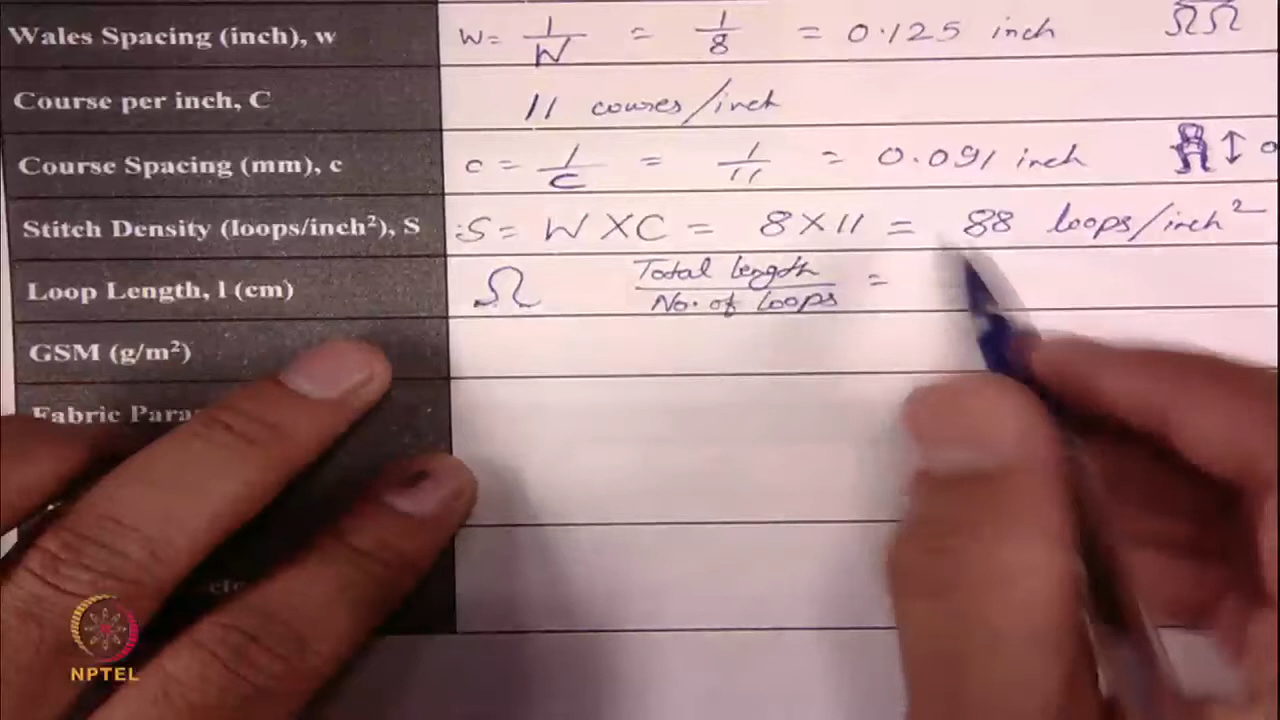 Wales Spacing (inch), w w = 1/W = 1/8 = 0.125 inch
Course per inch, C 11 courses/inch
Course Spacing (mm), c c = 1/C = 1/11 = 0.091 inch
Stitch Density (loops/inch²), S S = W X C = 8 X 11 = 88 loops/inch²
Loop Length, l (cm) Total length / No. of Loops =
GSM (g/m²)
Fabric
NPTEL